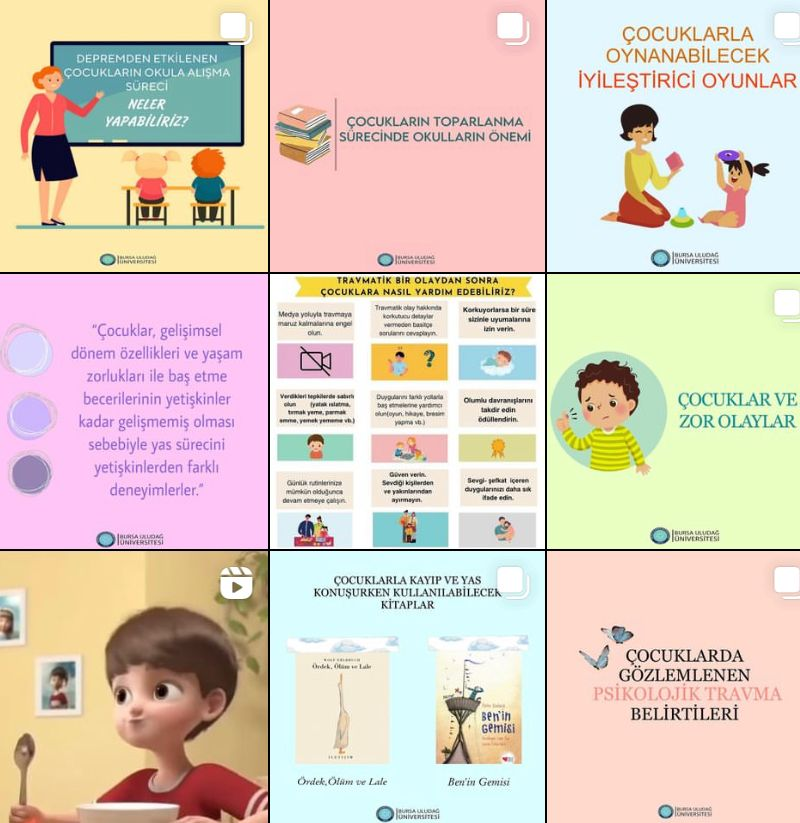 DEPREMDEN ETKİLENEN
ÇOCUKLARIN OKULA ALIŞMA
SÜRECİ
NELER
YAPABİLİRİZ?
BURSA ULUDAĞ
ÜNİVERSİTESİ
ÇOCUKLARIN TOPARLANMA
SÜRECİNDE OKULLARIN ÖNEMİ
BURSA ULUDAĞ
ÜNİVERSİTESİ
ÇOCUKLARLA
OYNANABİLECEK
İYİLEŞTİRİCİ OYUNLAR
BURSA ULUDAĞ
ÜNİVERSİTESİ
"Çocuklar, gelişimsel
dönem özellikleri ve yaşam
zorlukları ile baş etme
becerilerinin yetişkinler
kadar gelişmemiş olması
sebebiyle yas sürecini
yetişkinlerden farklı
deneyimlerler."
BURSA ULUDAĞ
ÜNİVERSİTESİ
TRAVMATİK BİR OLAYDAN SONRA
ÇOCUKLARA NASIL YARDIM EDEBİLİRİZ?
Medya yoluyla travmaya
maruz kalmalarına engel
olun.
Travmatik olay hakkında
korkutucu detaylar
vermeden basitçe
sorularını cevaplayın.
Korkuyorlarsa bir süre
sizinle uyumalarına
izin verin.
?
Verdikleri tepkilerde sabırlı
olun (yatak ıslatma,
tırnak yeme, parmak
emme, yemek yememe vb.)
Duygularını farklı yollarla
baş etmelerine yardımcı
olun(oyun, hikaye, bresim
yapma vb.)
Olumlu davranışlarını
takdir edin
ödüllendirin.
Günlük rutinlerinize
mümkün olduğunca
devam etmeye çalışın.
Güven verin.
Sevdiği kişilerden
ve yakınlarından
ayırmayın.
Sevgi- şefkat içeren
duygularınızı daha sık
ifade edin.
ÇOCUKLAR VE
ZOR OLAYLAR
BURSA ULUDAĞ
ÜNİVERSİTESİ
ÇOCUKLARLA KAYIP VE YAS
KONUŞURKEN KULLANILABİLECEK
KİTAPLAR
WOLF ERLBRUCH
Ördek, Ölüm ve Lale
İLETİŞİM
BEN'İN
GEMİSİ
Ördek,Ölüm ve Lale
Ben'in Gemisi
BURSA ULUDAĞ
ÜNİVERSİTESİ
ÇOCUKLARDA
GÖZLEMLENEN
PSİKOLOJİK TRAVMA
BELİRTİLERİ
BURSA ULUDAĞ
ÜNİVERSİTESİ